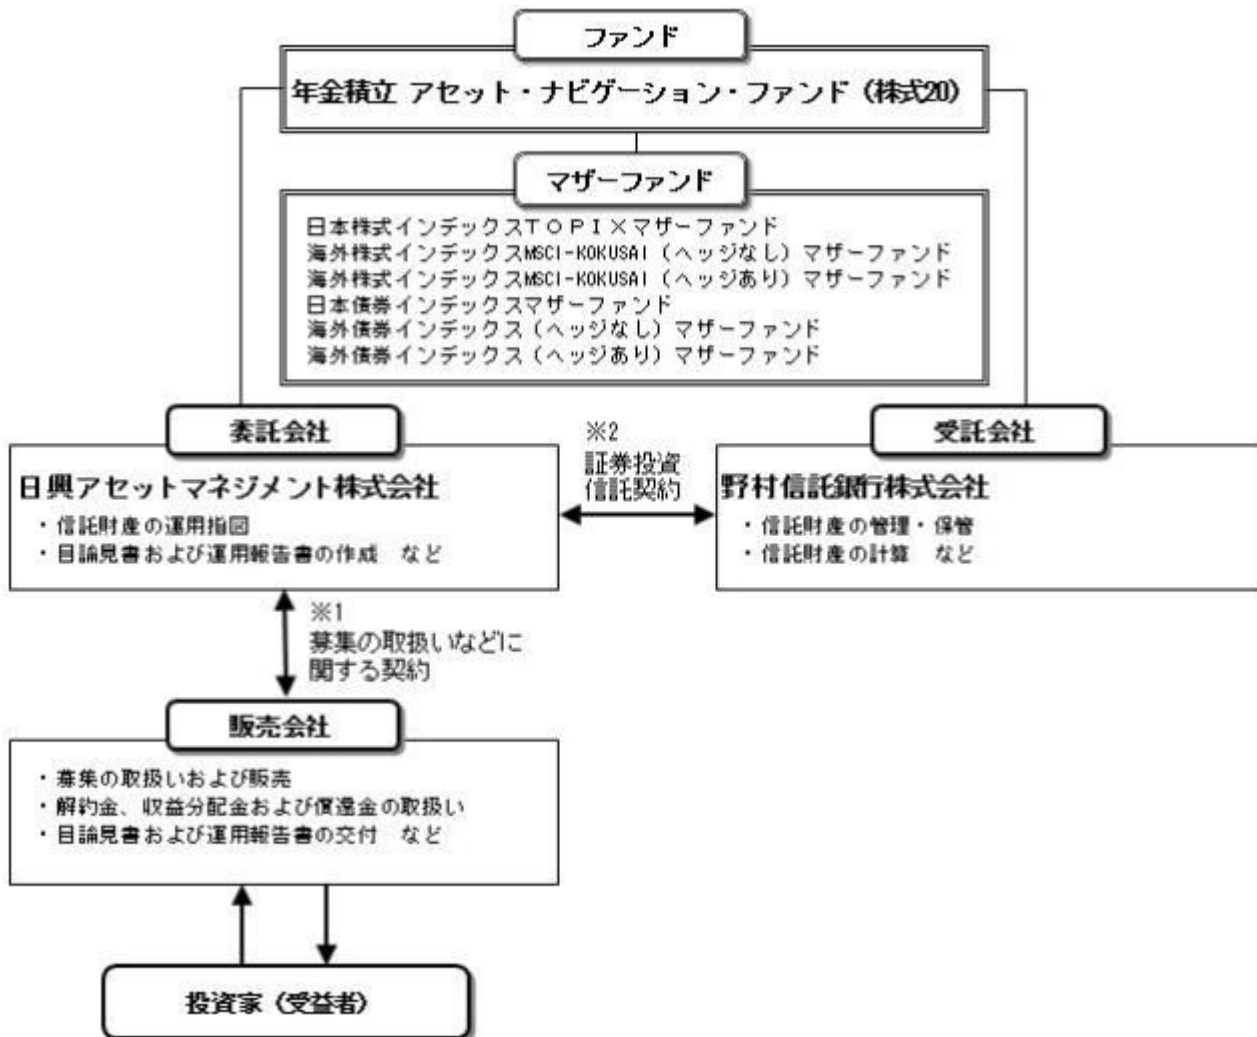 ファンド
年金積立 アセット・ナビゲーション・ファンド（株式20）
マザーファンド
日本株式インデックスＴＯＰＩＸマザーファンド
海外株式インデックスMSCI-KOKUSAI（ヘッジなし）マザーファンド
海外株式インデックスMSCI-KOKUSAI（ヘッジあり）マザーファンド
日本債券インデックスマザーファンド
海外債券インデックス（ヘッジなし）マザーファンド
海外債券インデックス（ヘッジあり）マザーファンド
委託会社
日興アセットマネジメント株式会社
・信託財産の運用指図
・目論見書および運用報告書の作成　など
※2
証券投資
信託契約
受託会社
野村信託銀行株式会社
・信託財産の管理・保管
・信託財産の計算　など
※1
募集の取扱いなどに
関する契約
販売会社
・募集の取扱いおよび販売
・解約金、収益分配金および償還金の取扱い
・目論見書および運用報告書の交付　など
投資家（受益者）